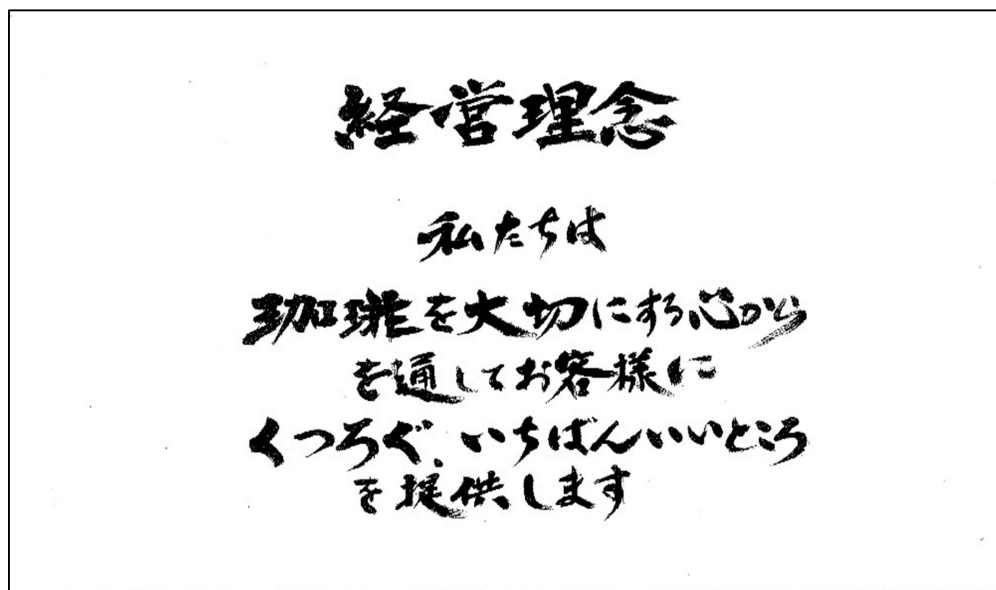 経営理念
私たちは
珈琲を大切にする心から
を通してお客様に
くつろぐ、いちばんいいところ
を提供します